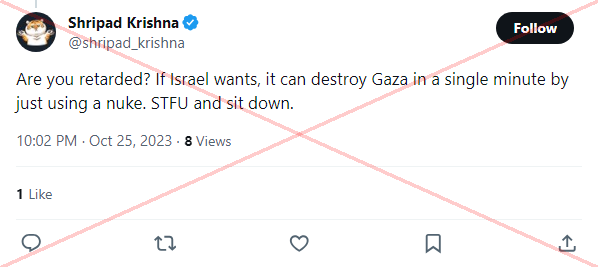 Shripad Krishna
@shripad_krishna
Follow
Are you retarded? If Israel wants, it can destroy Gaza in a single minute by
just using a nuke. STFU and sit down.
10:02 PM · Oct 25, 2023 · 8 Views
1 Like